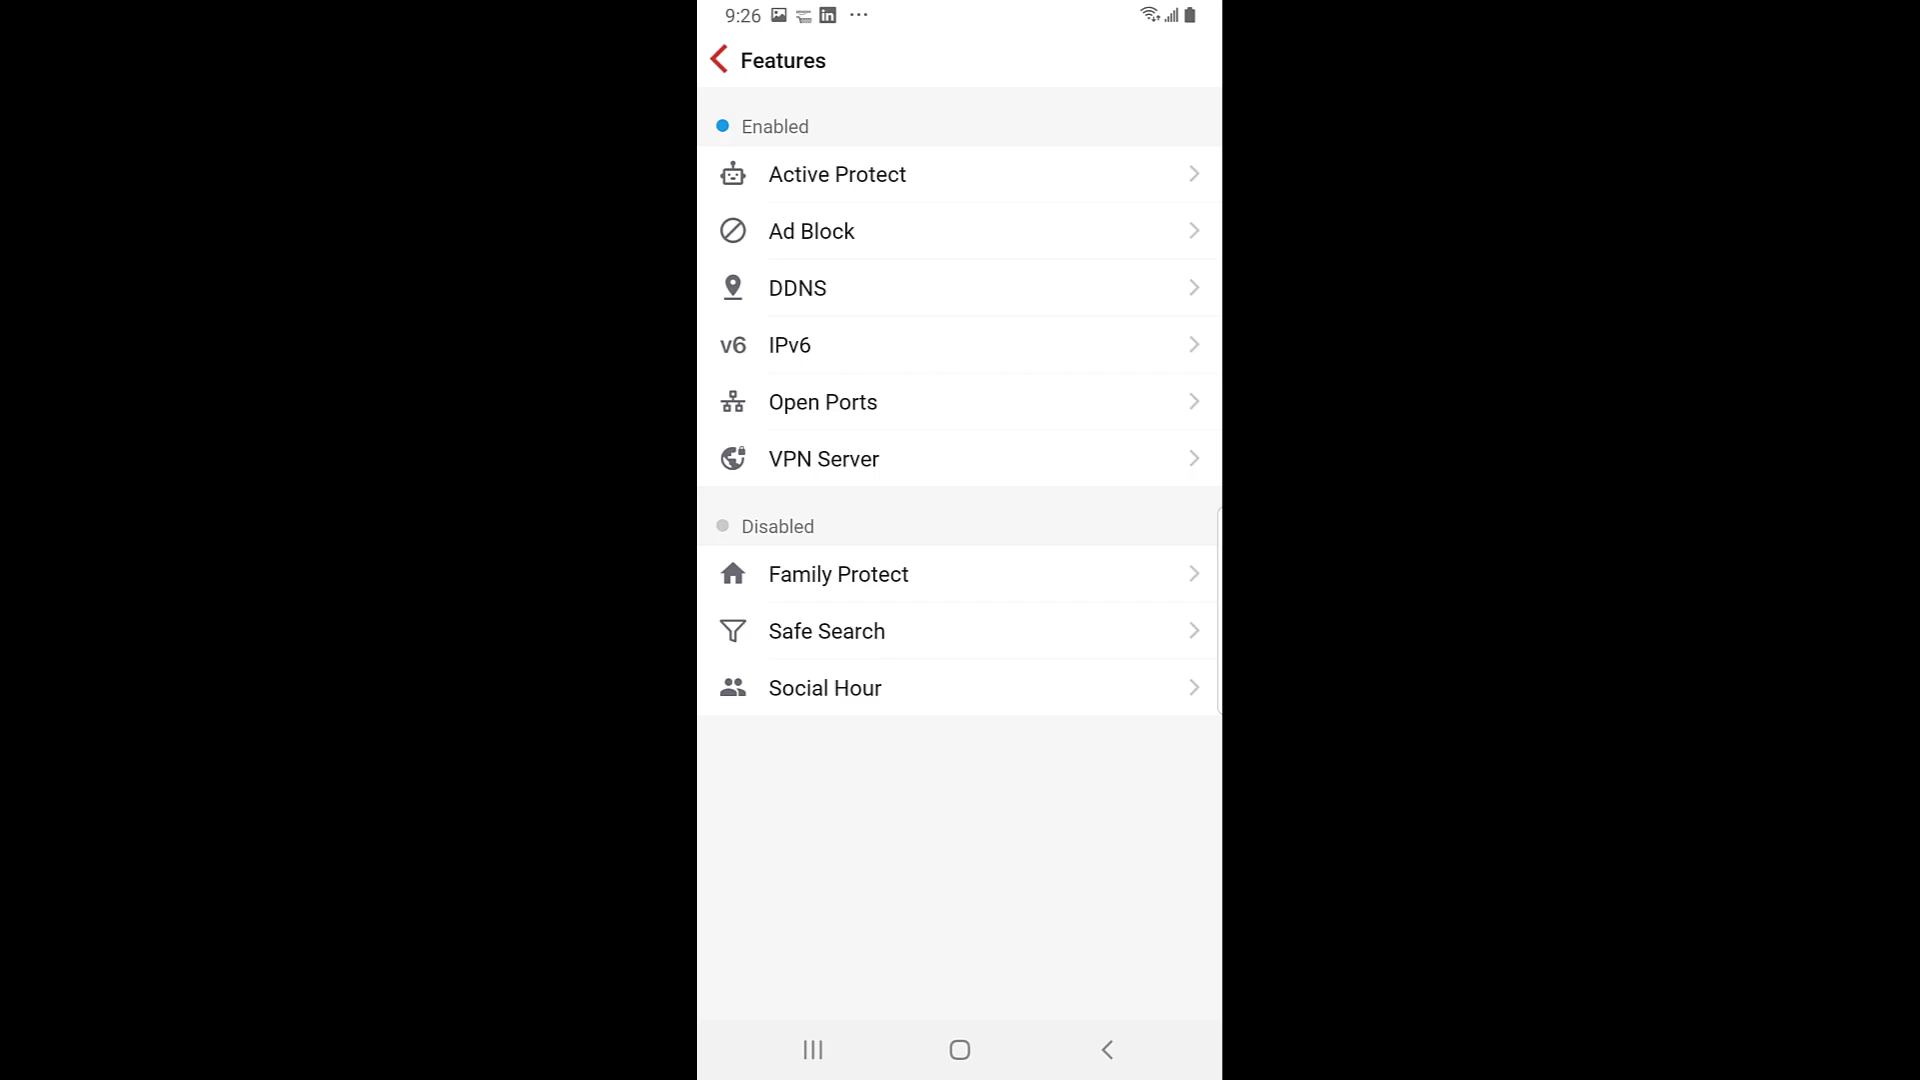 9:26
Features
Enabled
Active Protect
Ad Block
DDNS
v6 IPv6
Open Ports
VPN Server
Disabled
Family Protect
Safe Search
Social Hour